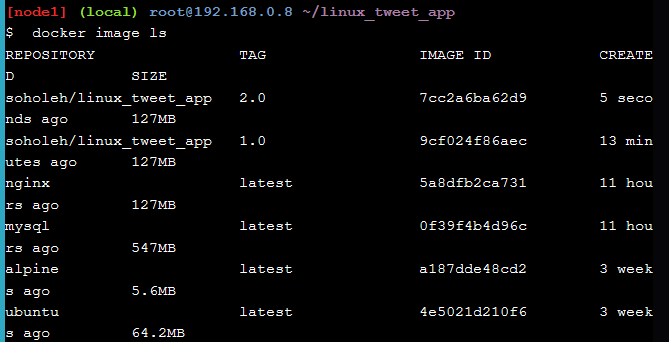 [node1] (local) root@192.168.0.8 ~/linux_tweet_app
$  docker image ls
REPOSITORY                TAG                 IMAGE ID            CREATE
D             SIZE
soholeh/linux_tweet_app   2.0                 7cc2a6ba62d9        5 seco
nds ago       127MB
soholeh/linux_tweet_app   1.0                 9cf024f86aec        13 min
utes ago      127MB
nginx                     latest              5a8dfb2ca731        11 hou
rs ago        127MB
mysql                     latest              0f39f4b4d96c        11 hou
rs ago        547MB
alpine                    latest              a187dde48cd2        3 week
s ago         5.6MB
ubuntu                    latest              4e5021d210f6        3 week
s ago         64.2MB